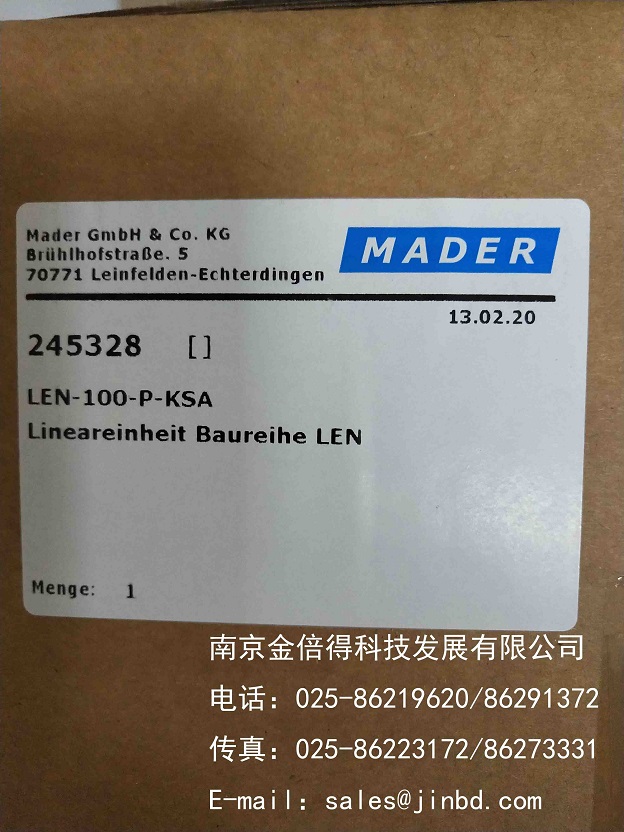 Mader GmbH & Co. KG
Brühlhofstraße. 5
70771 Leinfelden-Echterdingen
MADER
13.02.20
245328 []
LEN-100-P-KSA
Lineareinheit Baureihe LEN
Menge: 1
南京金倍得科技发展有限公司
电话：025-86219620/86291372
传真：025-86223172/86273331
E-mail：sales@jinbd.com